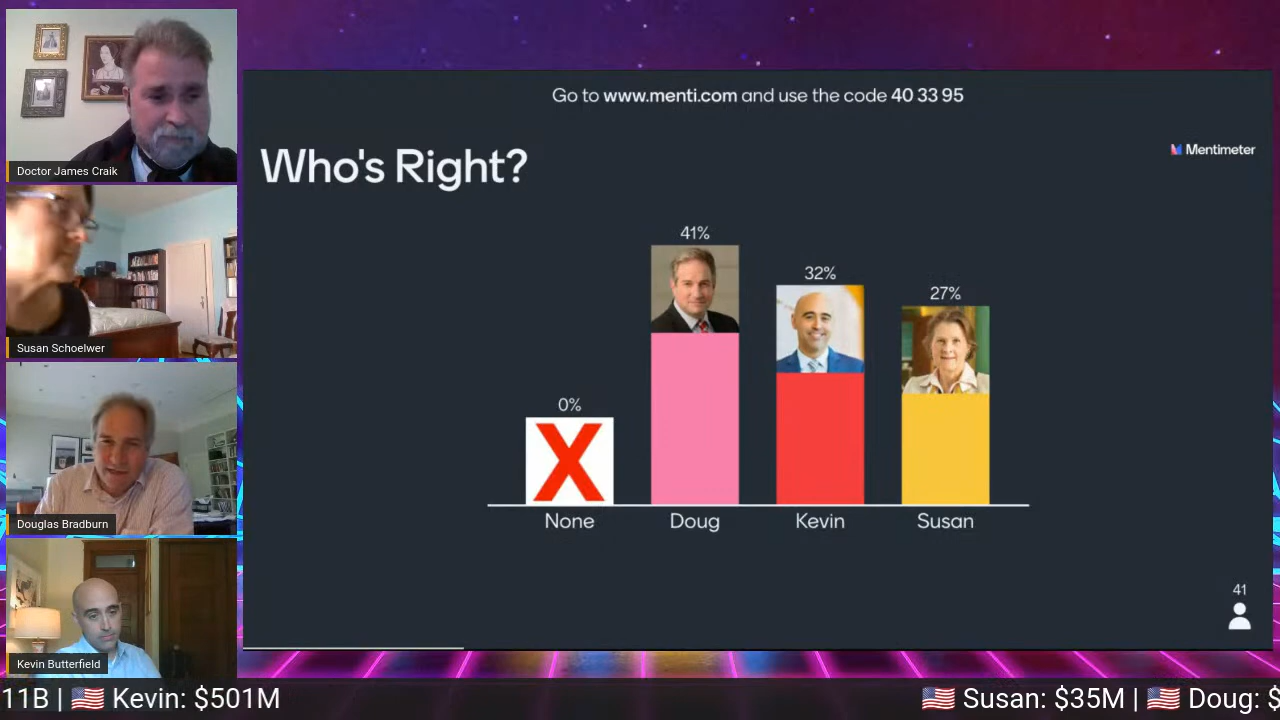 Doctor James Craik
Susan Schoelwer
Douglas Bradburn
Kevin Butterfield
Go to www.menti.com and use the code 40 33 95
Mentimeter
Who's Right?
41%
32%
27%
0%
X
None Doug Kevin Susan
41
11B | 🇺🇸 Kevin: $501M 🇺🇸 Susan: $35M | 🇺🇸 Doug: $